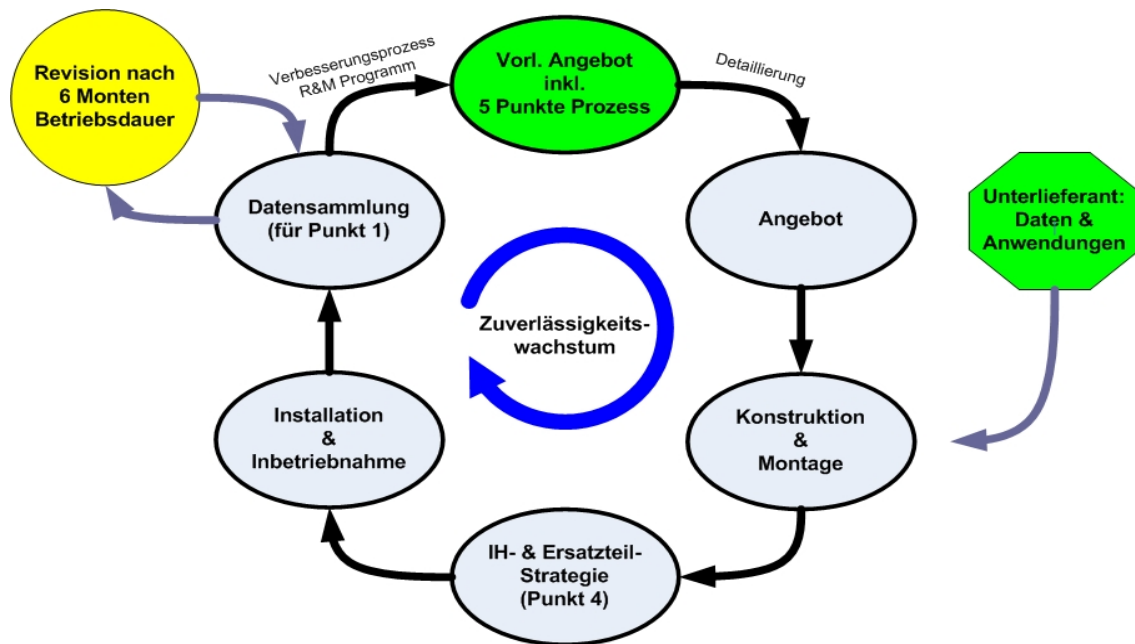 Revision nach
6 Monten
Betriebsdauer
Verbesserungsprozess
R&M Programm
Vorl. Angebot
inkl.
5 Punkte Prozess
Detaillierung
Datensammlung
(für Punkt 1)
Angebot
Unterlieferant:
Daten &
Anwendungen
Zuverlässigkeits-
wachstum
Installation
&
Inbetriebnahme
Konstruktion
&
Montage
IH- & Ersatzteil-
Strategie
(Punkt 4)